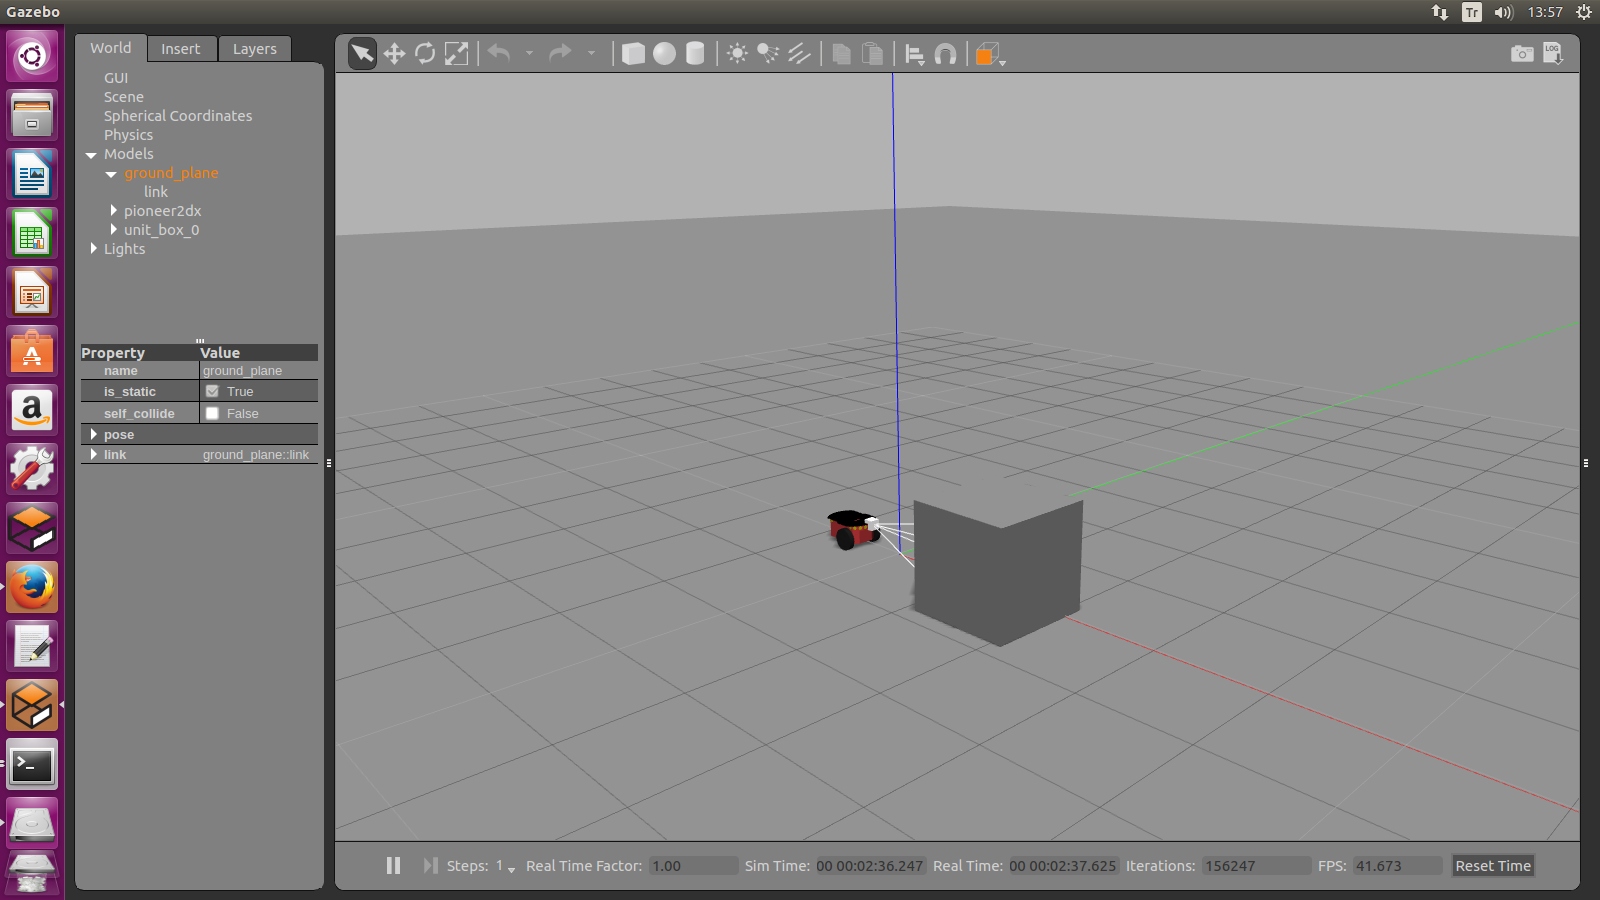 Gazebo
Tr
13:57
World Insert Layers
GUI
Scene
Spherical Coordinates
Physics
Models
ground_plane
link
pioneer2dx
unit_box_0
Lights
Property Value
name ground_plane
is_static True
self_collide False
pose
link ground_plane::link
LOG
Steps: 1 Real Time Factor: 1.00 Sim Time: 00 00:02:36.247 Real Time: 00 00:02:37.625 Iterations: 156247 FPS: 41.673 Reset Time